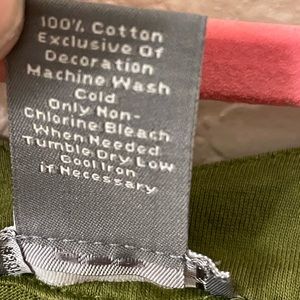 100% Cotton
Exclusive Of
Decoration
Machine Wash
Cold
Only Non-
Chlorine Bleach
When Needed
Tumble Dry Low
Cool Iron
if Necessary